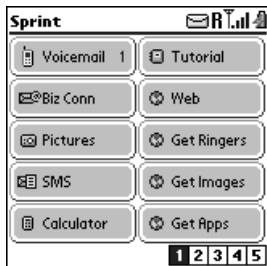 Sprint R
Voicemail 1 Tutorial
Biz Conn Web
Pictures Get Ringers
SMS Get Images
Calculator Get Apps
1 2 3 4 5